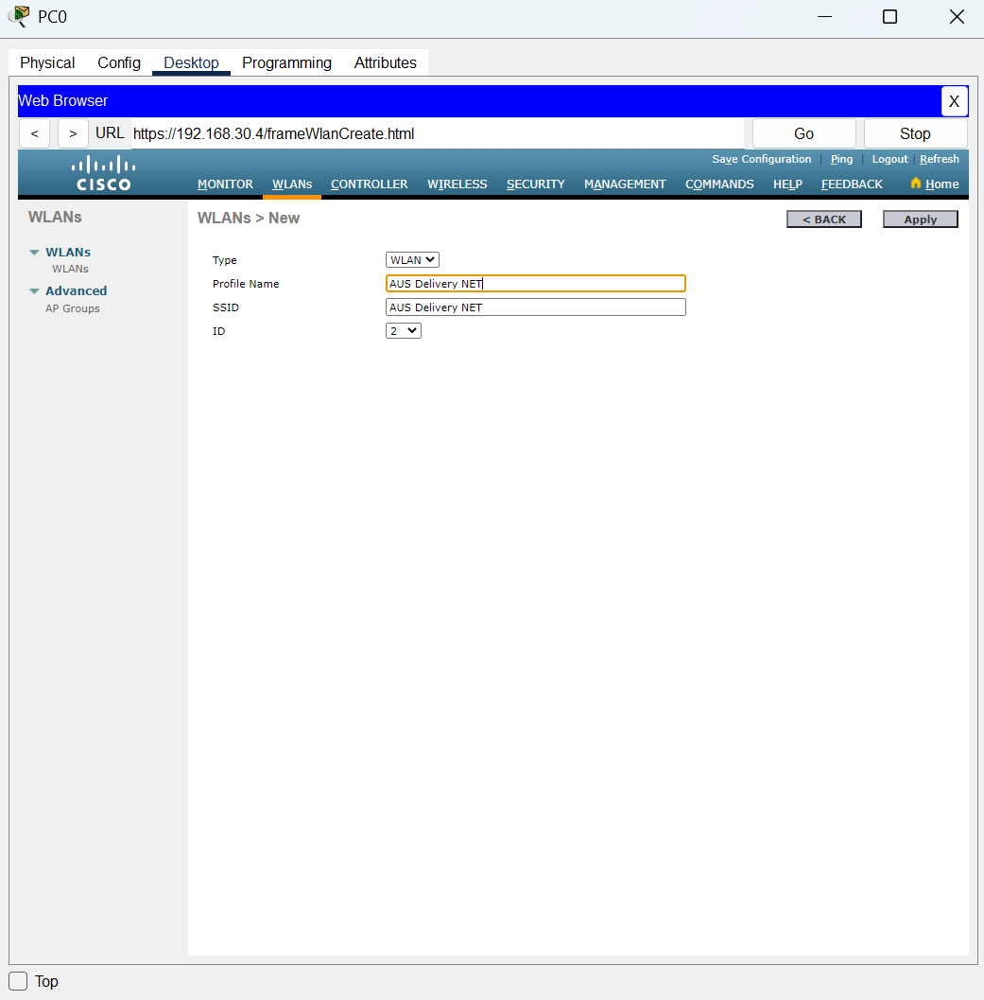 PC0
Physical Config Desktop Programming Attributes
Web Browser X
< > URL https://192.168.30.4/frameWlanCreate.html Go Stop
Save Configuration | Ping | Logout | Refresh
CISCO MONITOR WLANs CONTROLLER WIRELESS SECURITY MANAGEMENT COMMANDS HELP FEEDBACK Home
WLANs
WLANs
WLANs
Advanced
AP Groups
WLANs > New < BACK Apply
Type WLAN
Profile Name AUS Delivery NET
SSID AUS Delivery NET
ID 2
Top